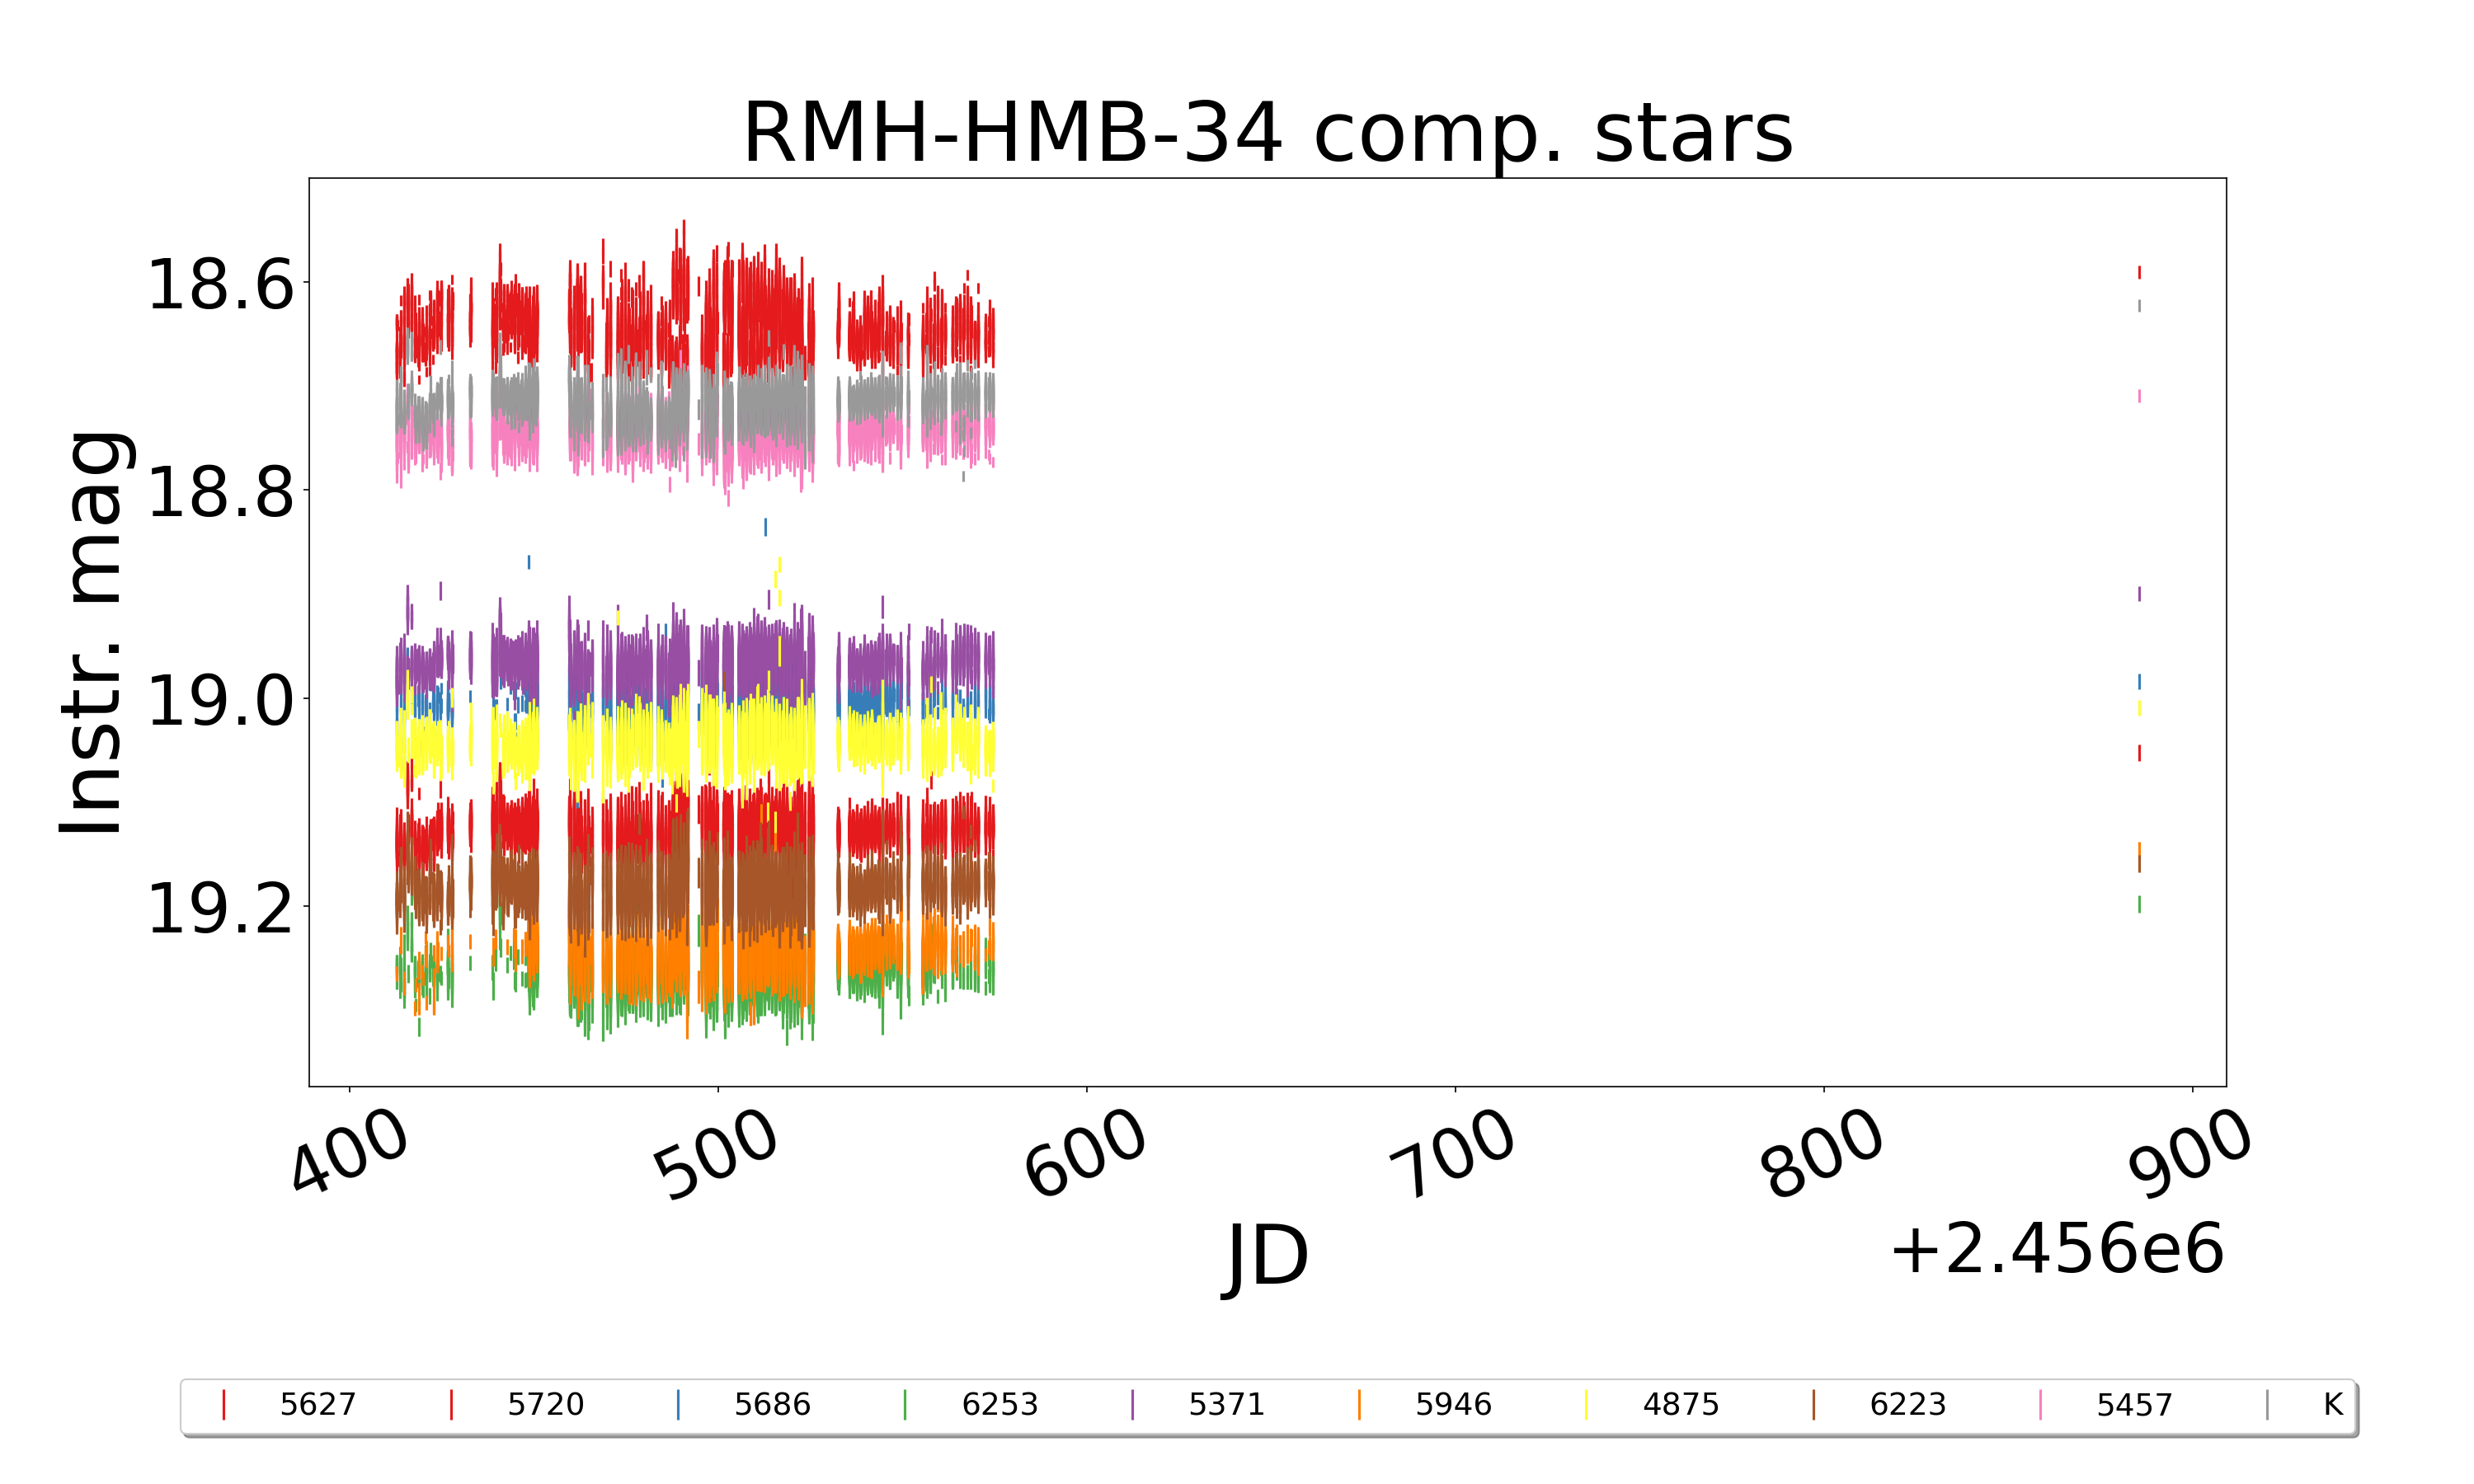 RMH-HMB-34 comp. stars
Instr. mag
18.6
18.8
19.0
19.2
400 500 600 700 800 900
JD
+2.456e6
5627 5720 5686 6253 5371 5946 4875 6223 5457 K